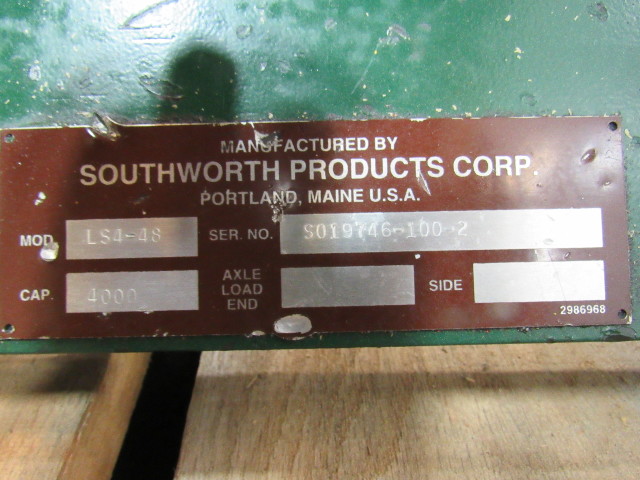 MANUFACTURED BY
SOUTHWORTH PRODUCTS CORP.
PORTLAND, MAINE U.S.A.
MOD. LS4-48 SER. NO. S019746-100-2
CAP. 4000 AXLE LOAD END SIDE
2986968